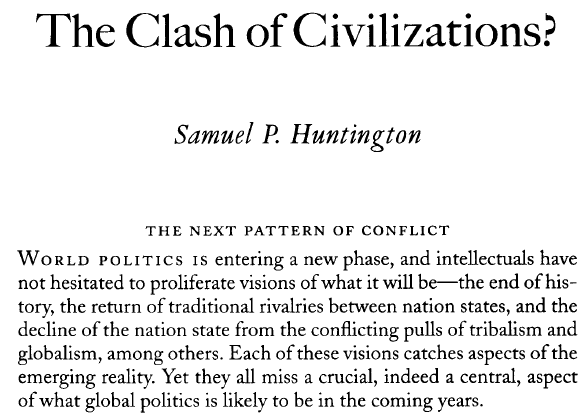 The Clash of Civilizations?
Samuel P. Huntington
THE NEXT PATTERN OF CONFLICT
WORLD POLITICS IS entering a new phase, and intellectuals have
not hesitated to proliferate visions of what it will be—the end of his-
tory, the return of traditional rivalries between nation states, and the
decline of the nation state from the conflicting pulls of tribalism and
globalism, among others. Each of these visions catches aspects of the
emerging reality. Yet they all miss a crucial, indeed a central, aspect
of what global politics is likely to be in the coming years.